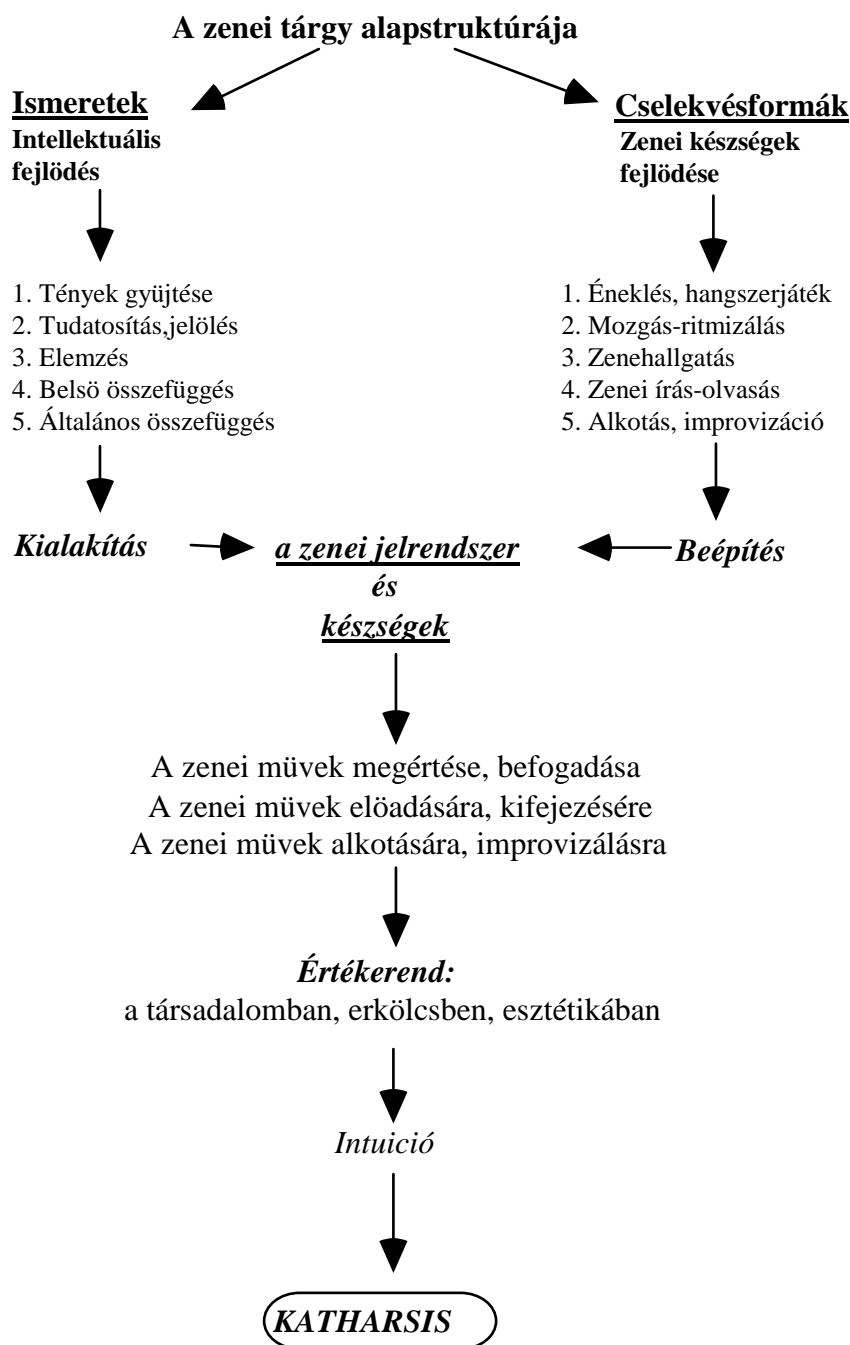 A zenei tárgy alapstruktúrája
Ismeretek
Intellektuális
fejlödés
Cselekvésformák
Zenei készségek
fejlödése
1. Tények gyüjtése
2. Tudatosítás,jelölés
3. Elemzés
4. Belsö összefüggés
5. Általános összefüggés
1. Éneklés, hangszerjáték
2. Mozgás-ritmizálás
3. Zenehallgatás
4. Zenei írás-olvasás
5. Alkotás, improvizáció
Kialakítás
a zenei jelrendszer
és
készségek
Beépítés
A zenei müvek megértése, befogadása
A zenei müvek elöadására, kifejezésére
A zenei müvek alkotására, improvizálásra
Értékerend:
a társadalomban, erkölcsben, esztétikában
Intuició
KATHARSIS